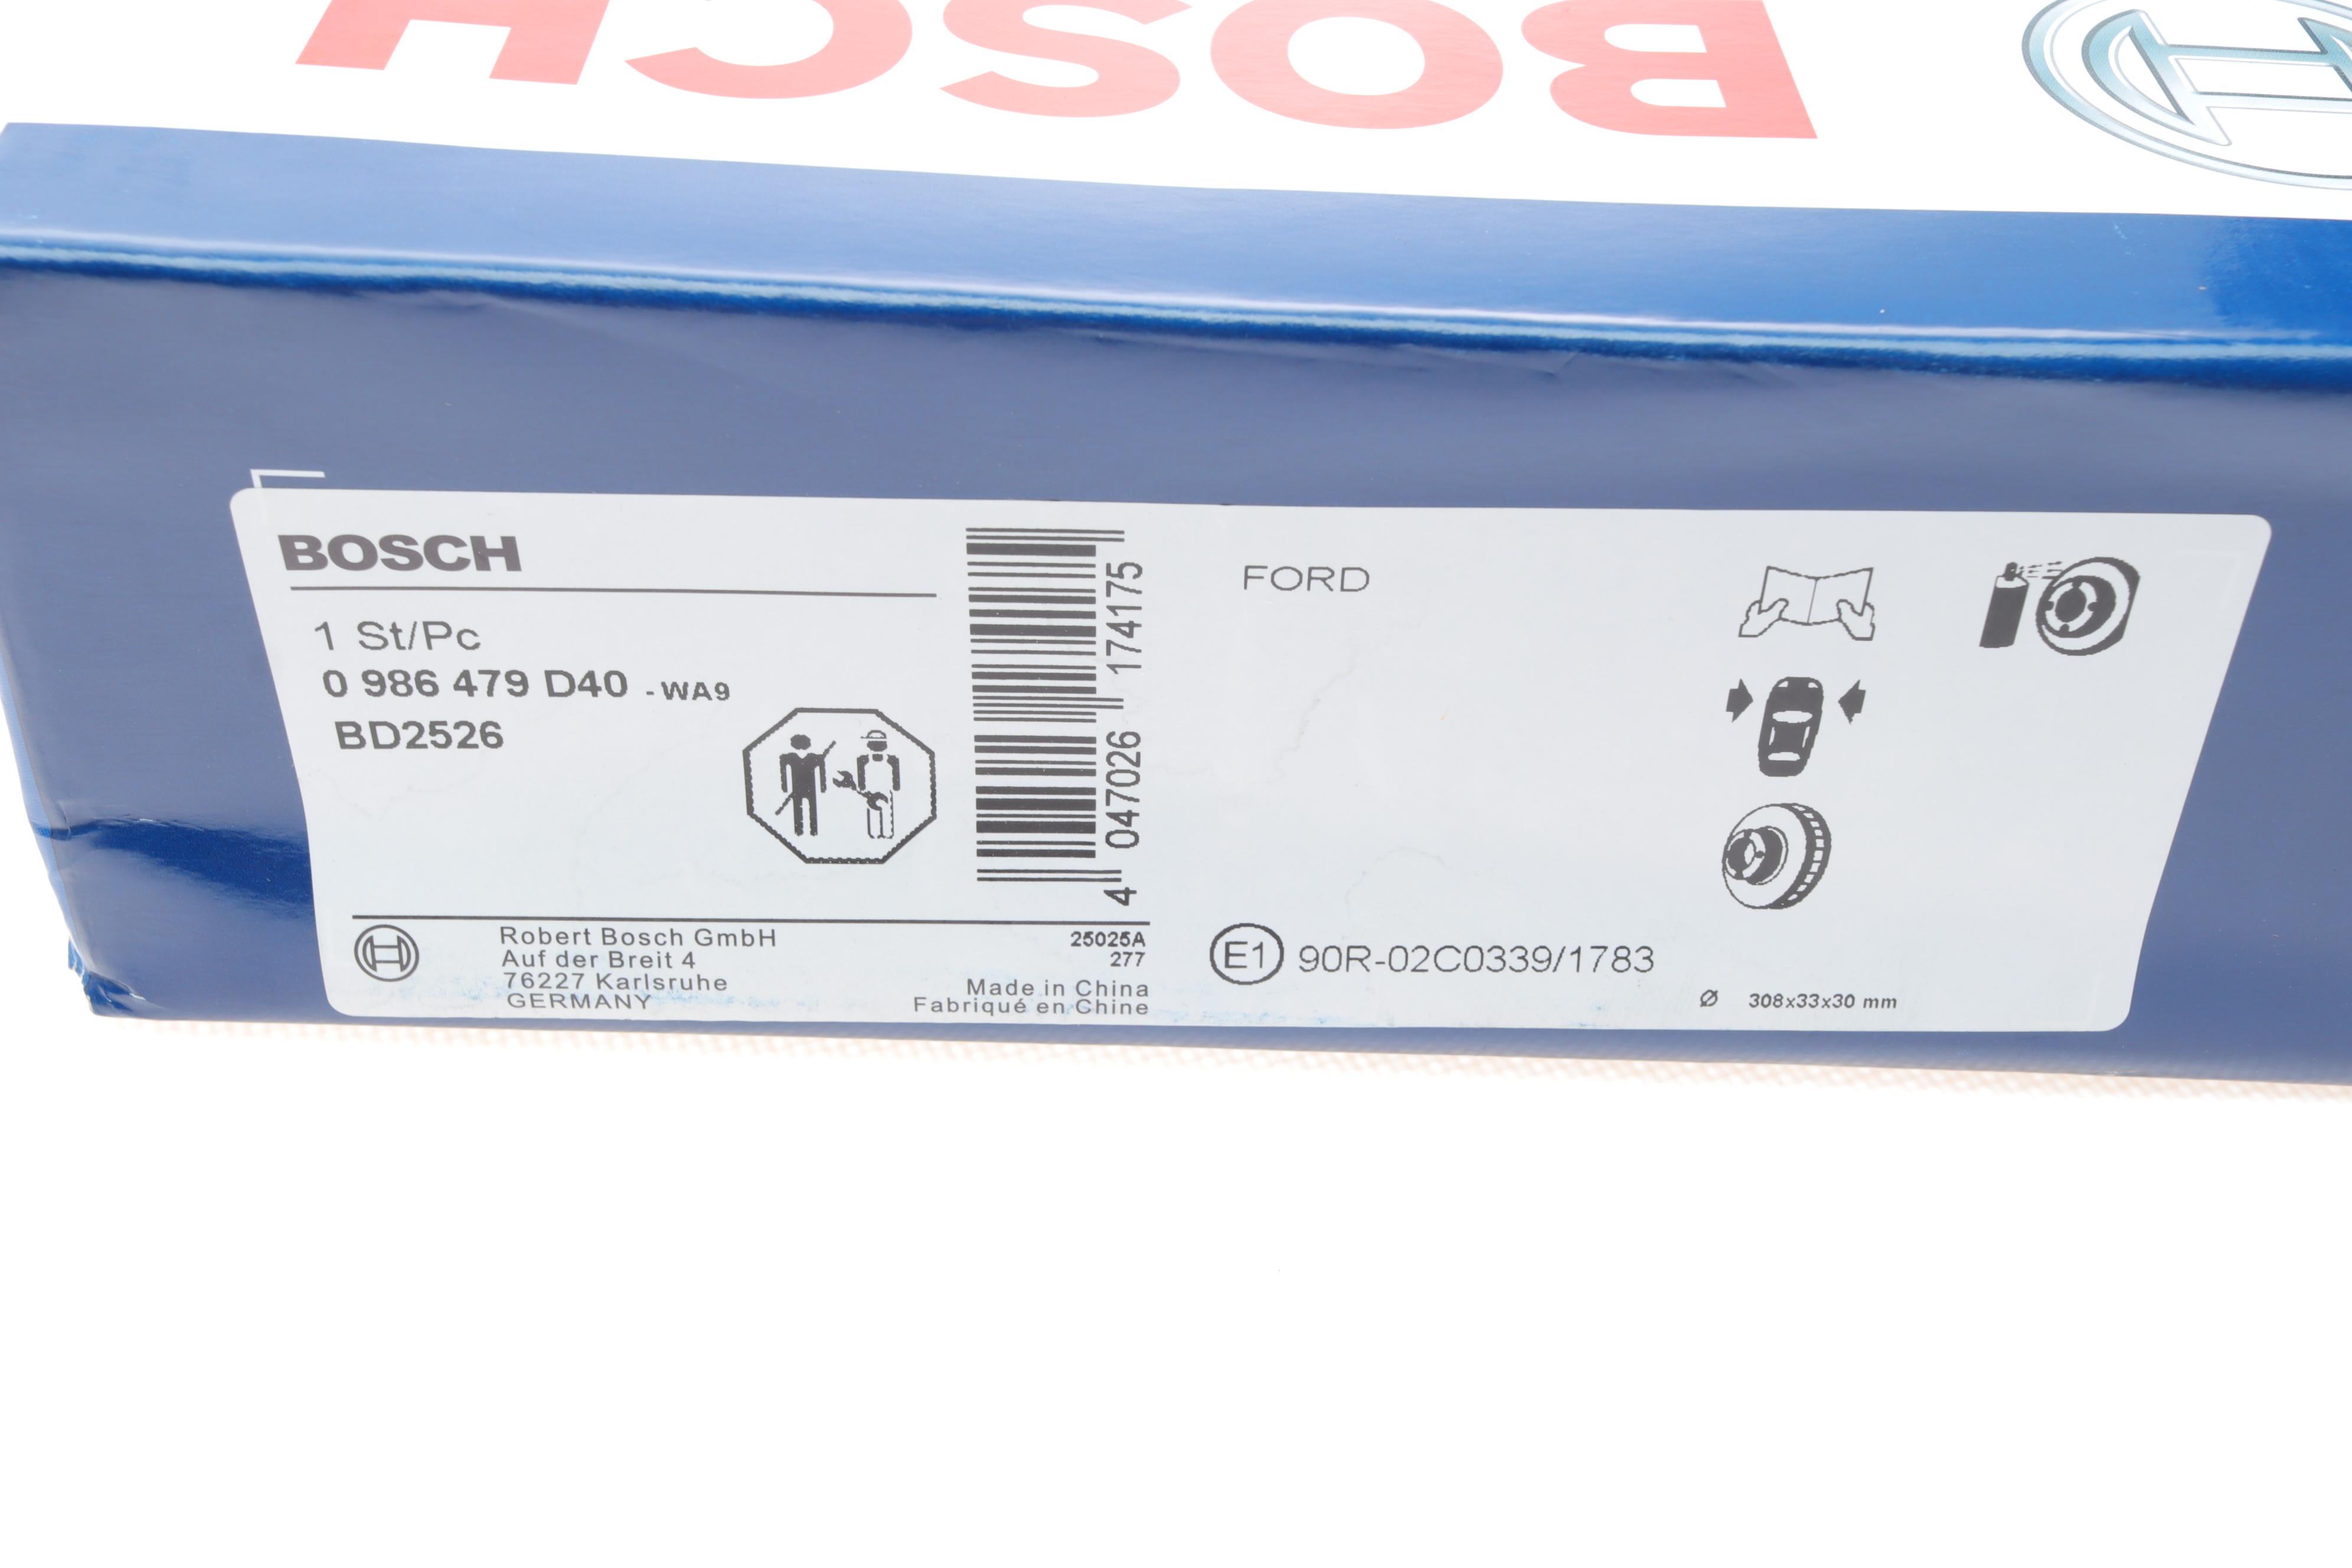 BOSCH
BOSCH
1 St/Pc
0 986 479 D40 -WA9
BD2526
4 047026 174175
Robert Bosch GmbH
Auf der Breit 4
76227 Karlsruhe
GERMANY
25025A
277
Made in China
Fabriqué en Chine
FORD
E1 90R-02C0339/1783
Ø 308x33x30 mm